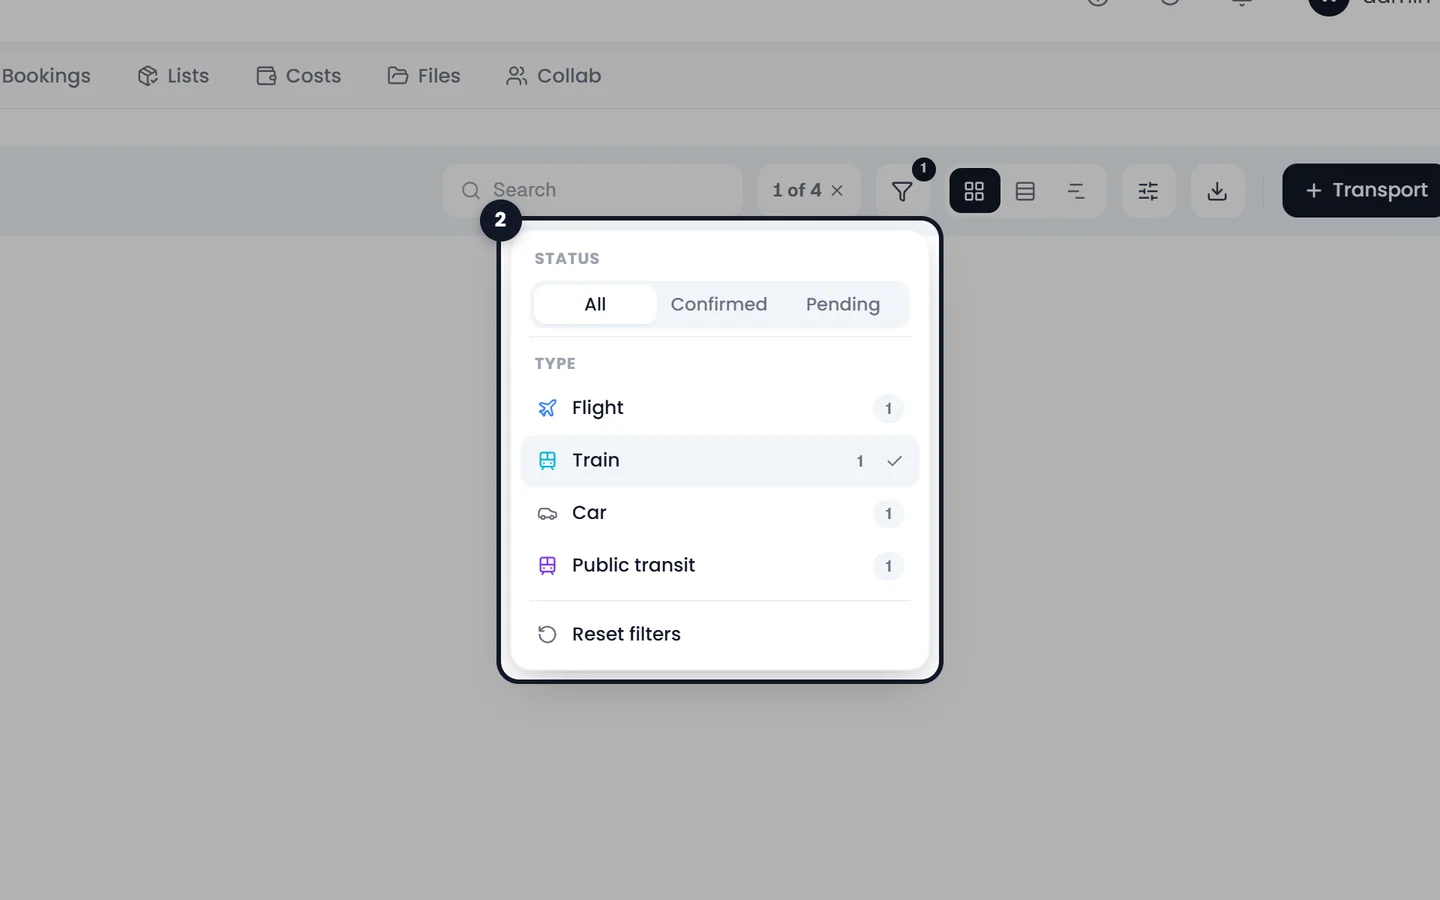 admin
Bookings Lists Costs Files Collab
Search 1 of 4 1 + Transport
2
STATUS
All Confirmed Pending
TYPE
Flight 1
Train 1
Car 1
Public transit 1
Reset filters